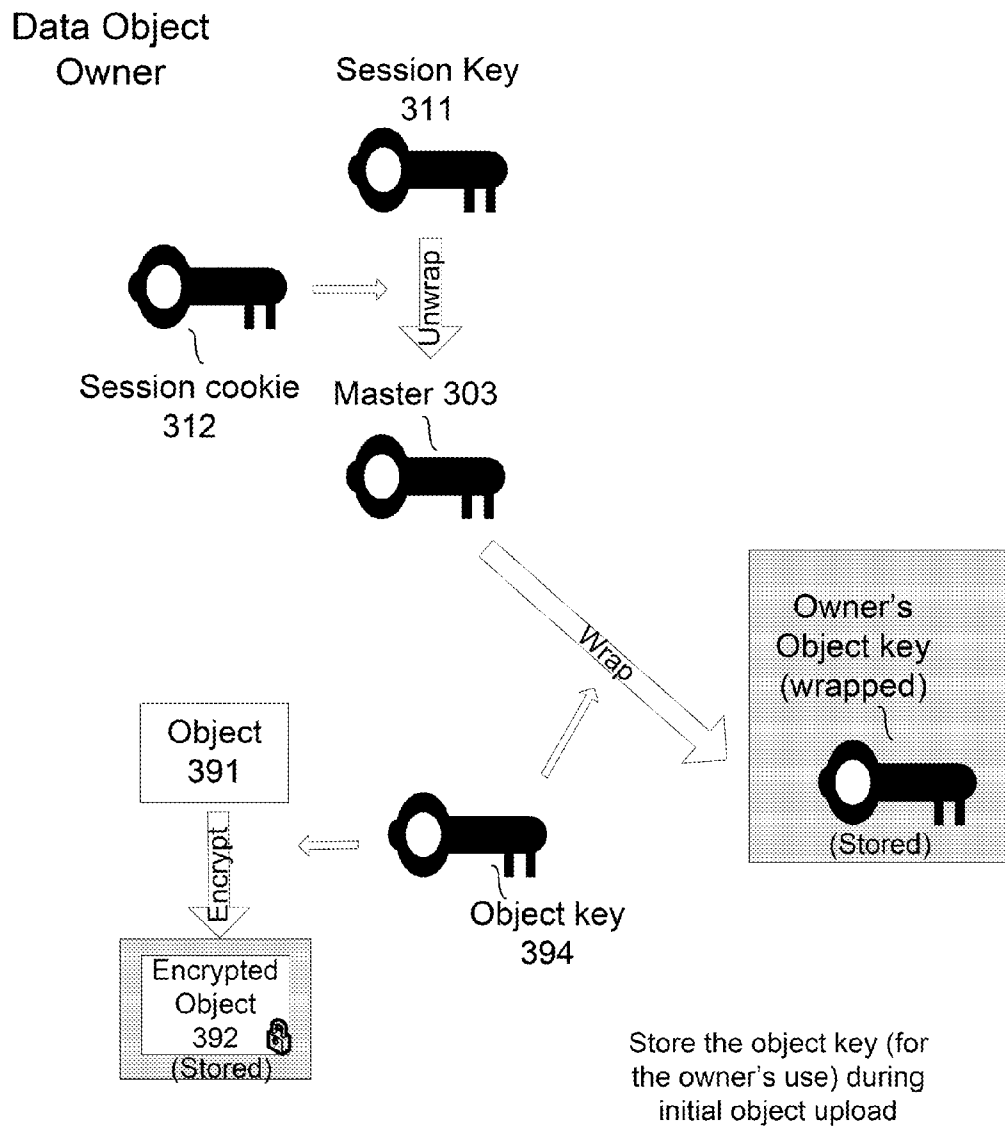 Data Object
Owner
Session Key
311
Unwrap
Session cookie
312
Master 303
Wrap
Owner's
Object key
(wrapped)
(Stored)
Object
391
Encrypt
Object key
394
Encrypted
Object
392
(Stored)
Store the object key (for
the owner's use) during
initial object upload